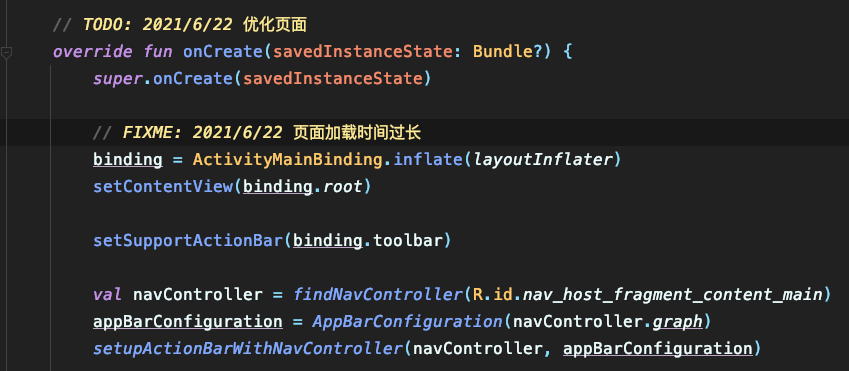 // TODO: 2021/6/22 优化页面
override fun onCreate(savedInstanceState: Bundle?) {
super.onCreate(savedInstanceState)
// FIXME: 2021/6/22 页面加载时间过长
binding = ActivityMainBinding.inflate(layoutInflater)
setContentView(binding.root)
setSupportActionBar(binding.toolbar)
val navController = findNavController(R.id.nav_host_fragment_content_main)
appBarConfiguration = AppBarConfiguration(navController.graph)
setupActionBarWithNavController(navController, appBarConfiguration)